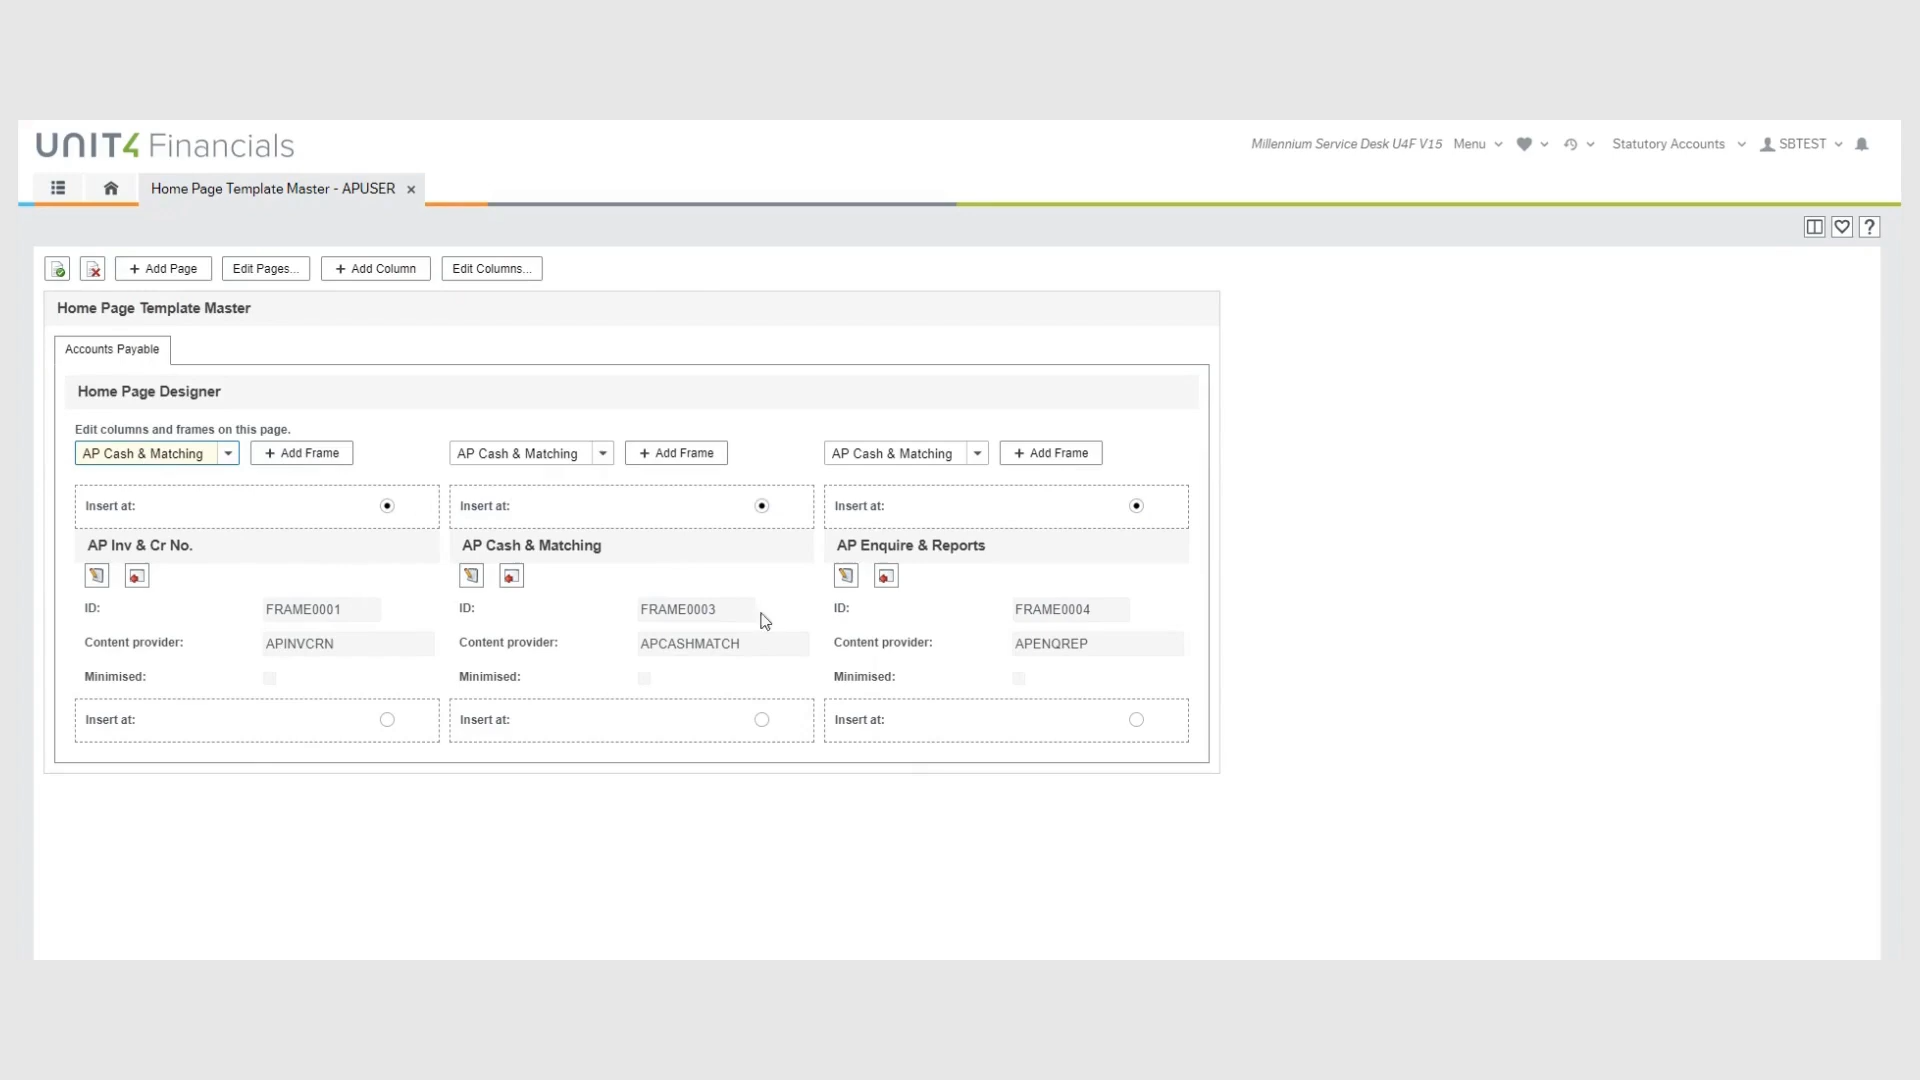 UNIT4 Financials
Millennium Service Desk U4F V15 Menu Statutory Accounts SBTEST
Home Page Template Master - APUSER ×
?
+ Add Page Edit Pages... + Add Column Edit Columns...
Home Page Template Master
Accounts Payable
Home Page Designer
Edit columns and frames on this page.
AP Cash & Matching + Add Frame AP Cash & Matching + Add Frame AP Cash & Matching + Add Frame
Insert at: Insert at: Insert at:
AP Inv & Cr No. AP Cash & Matching AP Enquire & Reports
ID: FRAME0001 ID: FRAME0003 ID: FRAME0004
Content provider: APINVCRN Content provider: APCASHMATCH Content provider: APENQREP
Minimised: Minimised: Minimised:
Insert at: Insert at: Insert at: